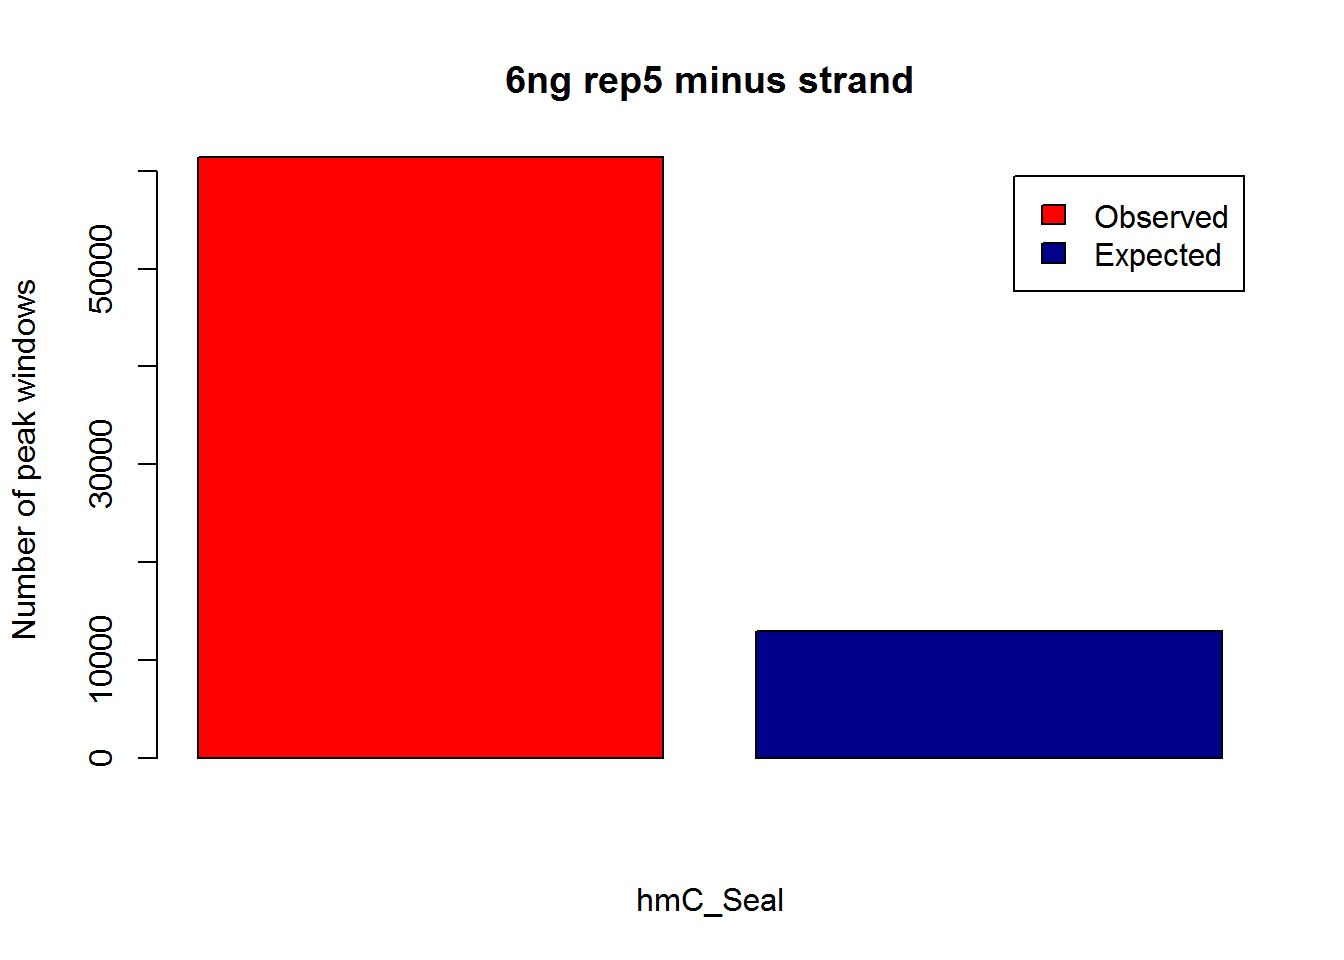 6ng rep5 minus strand
Observed
Expected
Number of peak windows
50000
30000
10000
0
hmC_Seal